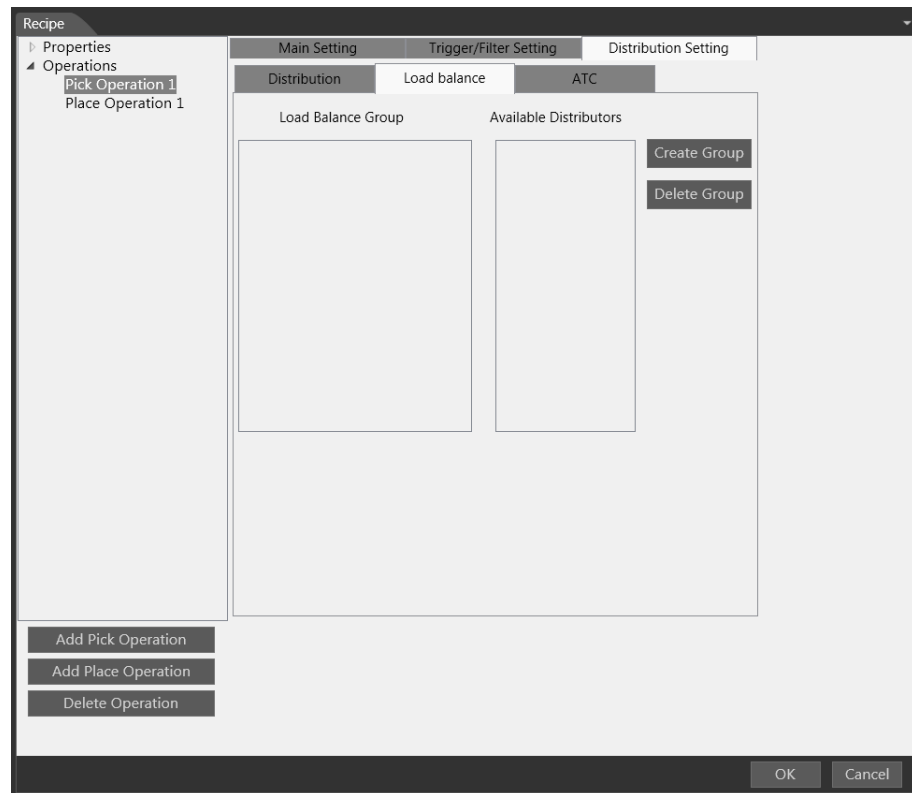 Recipe
Properties
Operations
Pick Operation 1
Place Operation 1
Main Setting
Trigger/Filter Setting
Distribution Setting
Distribution
Load balance
ATC
Load Balance Group
Available Distributors
Create Group
Delete Group
Add Pick Operation
Add Place Operation
Delete Operation
OK
Cancel